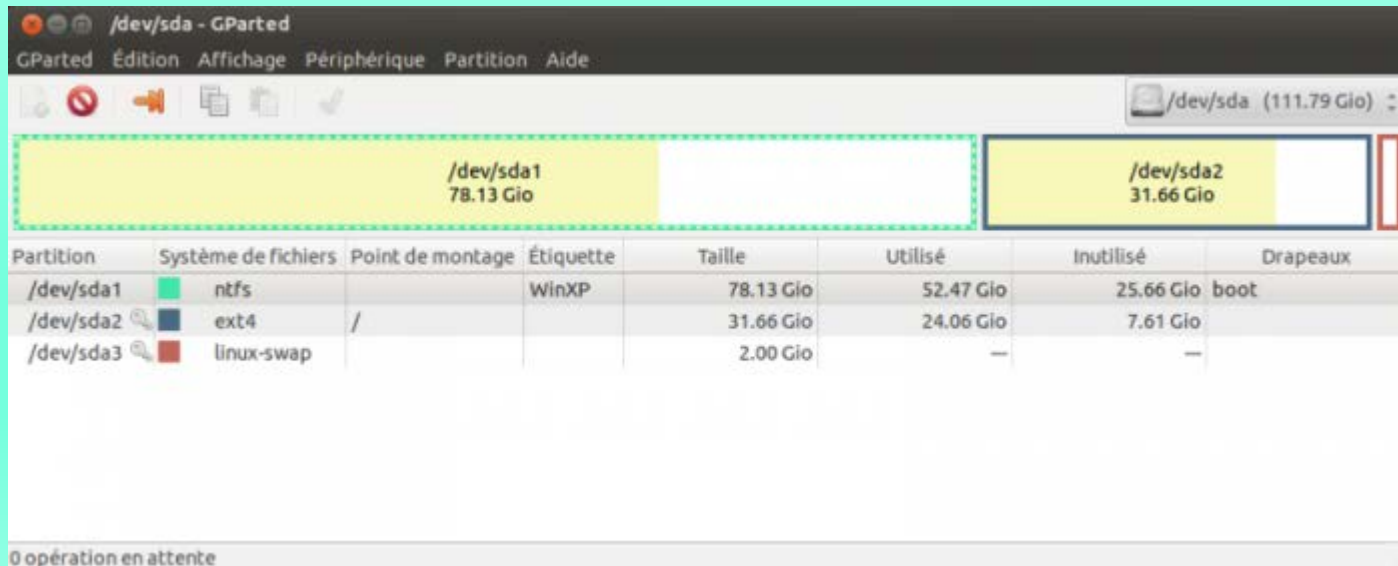 /dev/sda - GParted
GParted Édition Affichage Périphérique Partition Aide
/dev/sda (111.79 Gio)
/dev/sda1
78.13 Gio
/dev/sda2
31.66 Gio
Partition Système de fichiers Point de montage Étiquette Taille Utilisé Inutilisé Drapeaux
/dev/sda1 ntfs WinXP 78.13 Gio 52.47 Gio 25.66 Gio boot
/dev/sda2 ext4 / 31.66 Gio 24.06 Gio 7.61 Gio
/dev/sda3 linux-swap 2.00 Gio — —
0 opération en attente